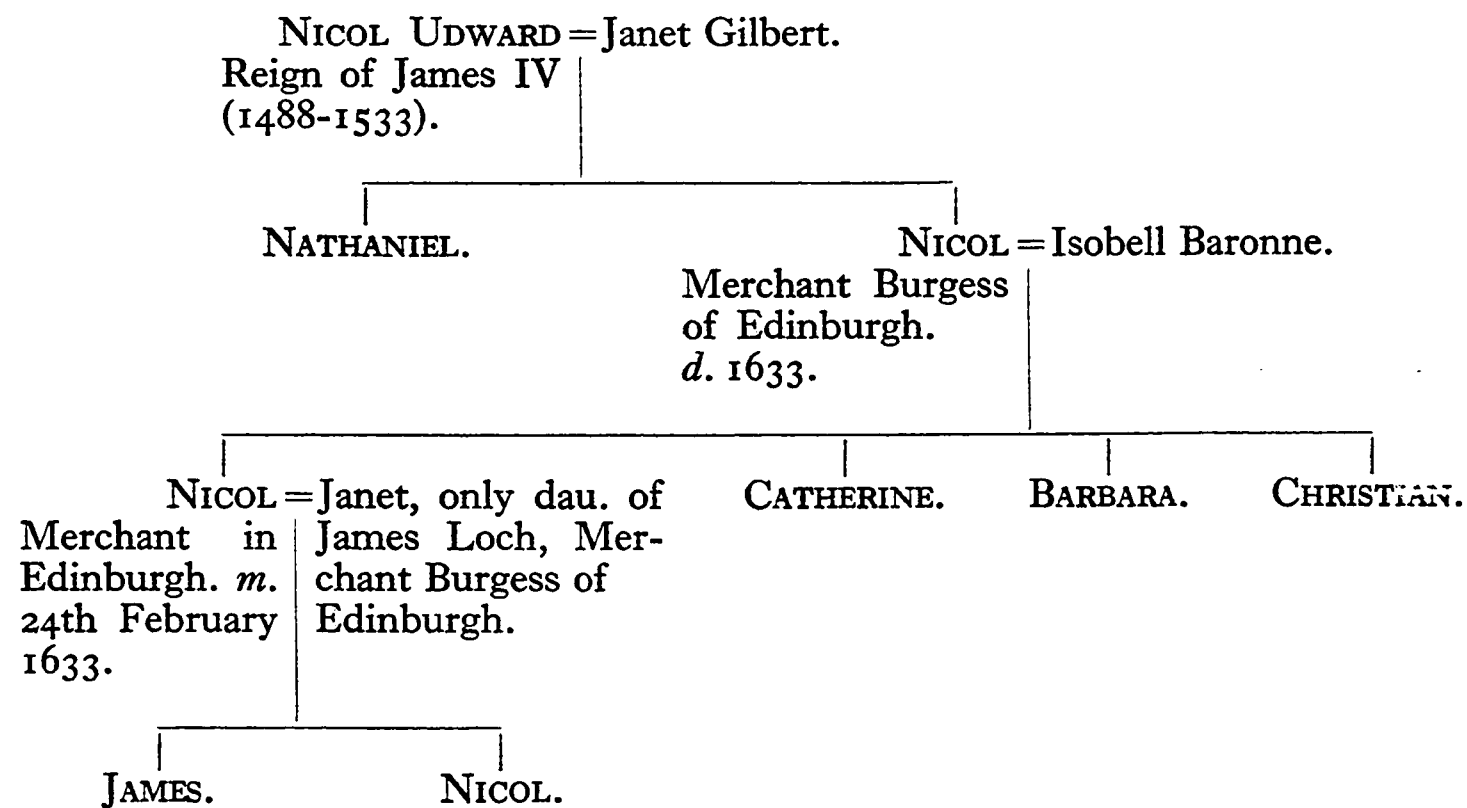 NICOL UDWARD = Janet Gilbert.
Reign of James IV
(1488-1533).
NATHANIEL.
NICOL = Isobell Baronne.
Merchant Burgess
of Edinburgh.
d. 1633.
NICOL = Janet, only dau. of
Merchant in
Edinburgh. m.
24th February
1633.
James Loch, Mer-
chant Burgess of
Edinburgh.
CATHERINE.
BARBARA.
CHRISTIAN.
JAMES.
NICOL.